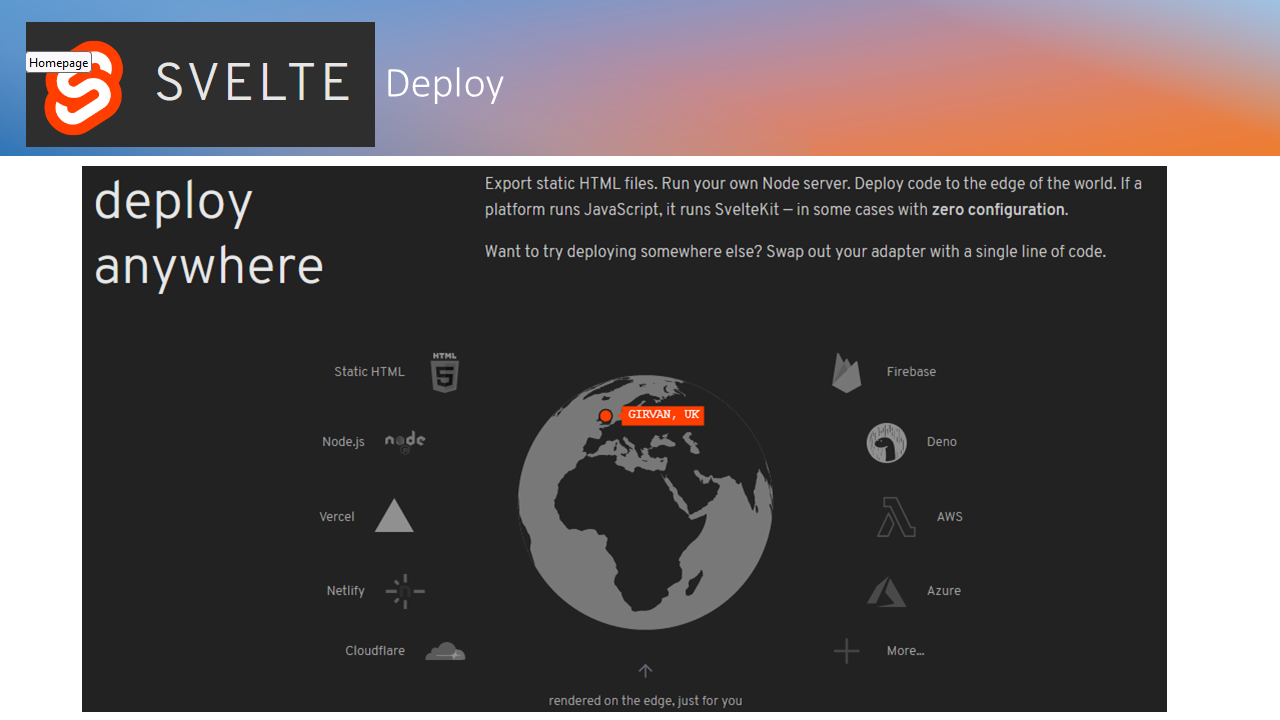 Homepage
SVELTE
Deploy
deploy
anywhere
Export static HTML files. Run your own Node server. Deploy code to the edge of the world. If a
platform runs JavaScript, it runs SvelteKit — in some cases with zero configuration.
Want to try deploying somewhere else? Swap out your adapter with a single line of code.
Static HTML
HTML
5
Firebase
GIRVAN, UK
Node.js
node
JS
Deno
Vercel
AWS
Netlify
n
Azure
Cloudflare
More...
rendered on the edge, just for you